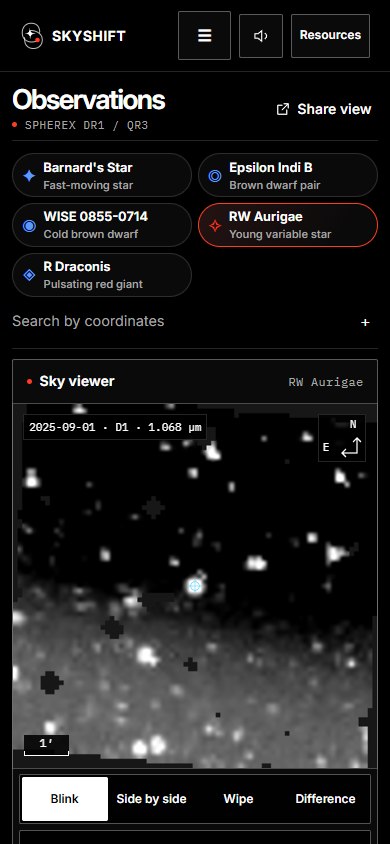 SKYSHIFT
Resources
Observations
Share view
SPHEREX DR1 / QR3
Barnard's Star
Fast-moving star
Epsilon Indi B
Brown dwarf pair
WISE 0855-0714
Cold brown dwarf
RW Aurigae
Young variable star
R Draconis
Pulsating red giant
Search by coordinates
+
Sky viewer
RW Aurigae
2025-09-01 · D1 · 1.068 µm
N
E
1′
Blink
Side by side
Wipe
Difference